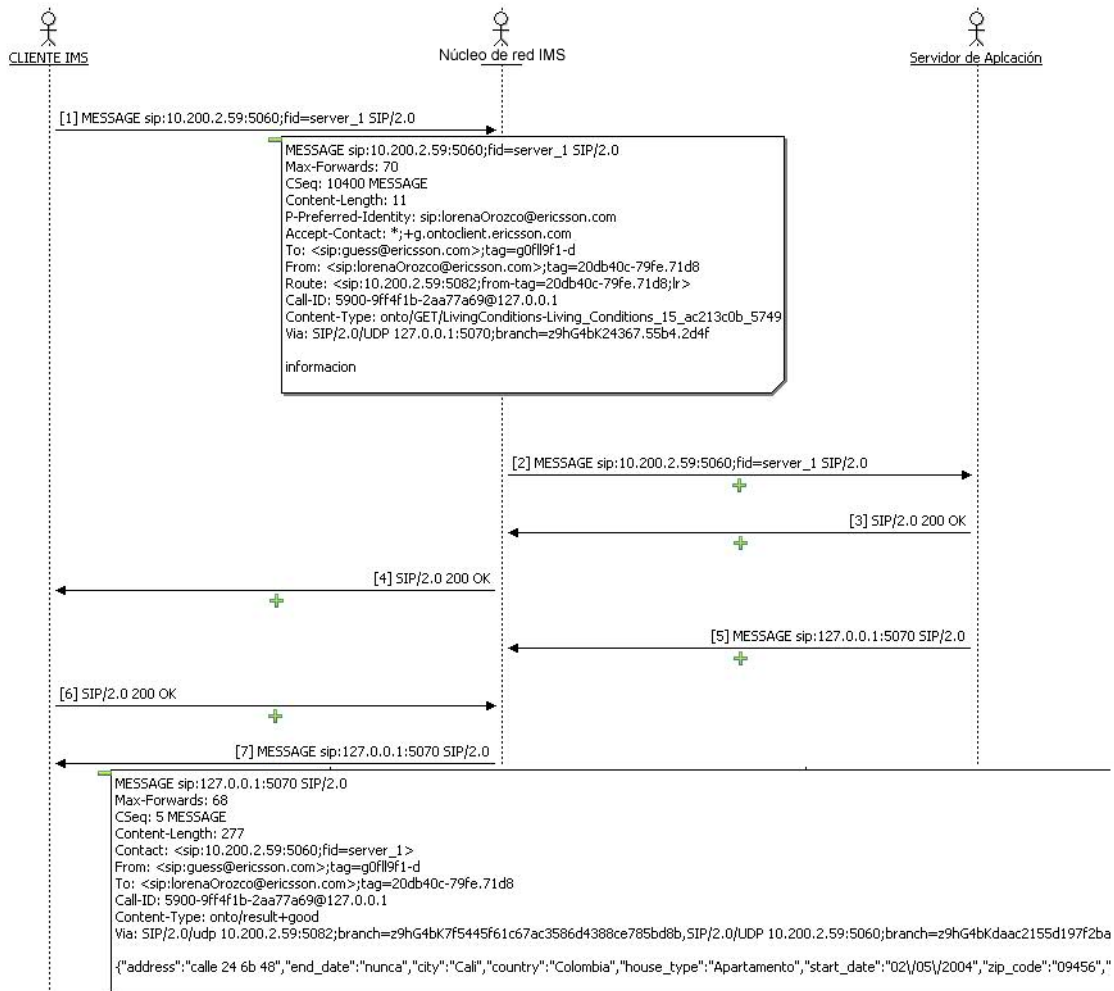 CLIENTE IMS
Núcleo de red IMS
Servidor de Aplcación
[1] MESSAGE sip:10.200.2.59:5060;fid=server_1 SIP/2.0
MESSAGE sip:10.200.2.59:5060;fid=server_1 SIP/2.0
Max-Forwards: 70
CSeq: 10400 MESSAGE
Content-Length: 11
P-Preferred-Identity: sip:lorenaOrozco@ericsson.com
Accept-Contact: *;+g.ontoclient.ericsson.com
To: <sip:guess@ericsson.com>;tag=g0fll9f1-d
From: <sip:lorenaOrozco@ericsson.com>;tag=20db40c-79fe.71d8
Route: <sip:10.200.2.59:5082;from-tag=20db40c-79fe.71d8;lr>
Call-ID: 5900-9ff4f1b-2aa77a69@127.0.0.1
Content-Type: onto/GET/LivingConditions-Living_Conditions_15_ac213c0b_5749
Via: SIP/2.0/UDP 127.0.0.1:5070;branch=z9hG4bK24367.55b4.2d4f
informacion
[2] MESSAGE sip:10.200.2.59:5060;fid=server_1 SIP/2.0
[3] SIP/2.0 200 OK
[4] SIP/2.0 200 OK
[5] MESSAGE sip:127.0.0.1:5070 SIP/2.0
[6] SIP/2.0 200 OK
[7] MESSAGE sip:127.0.0.1:5070 SIP/2.0
MESSAGE sip:127.0.0.1:5070 SIP/2.0
Max-Forwards: 68
CSeq: 5 MESSAGE
Content-Length: 277
Contact: <sip:10.200.2.59:5060;fid=server_1>
From: <sip:guess@ericsson.com>;tag=g0fll9f1-d
To: <sip:lorenaOrozco@ericsson.com>;tag=20db40c-79fe.71d8
Call-ID: 5900-9ff4f1b-2aa77a69@127.0.0.1
Content-Type: onto/result+good
Via: SIP/2.0/udp 10.200.2.59:5082;branch=z9hG4bK7f5445f61c67ac3586d4388ce785bd8b,SIP/2.0/UDP 10.200.2.59:5060;branch=z9hG4bKdaac2155d197f2ba
{"address":"calle 24 6b 48","end_date":"nunca","city":"Cali","country":"Colombia","house_type":"Apartamento","start_date":"02\/05\/2004","zip_code":"09456","